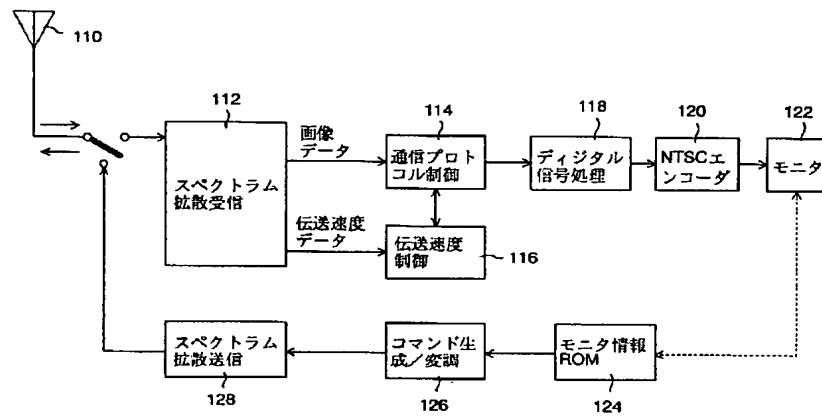 110
112
114
118
120
122
画像
データ
通信プロト
コル制御
ディジタル
信号処理
NTSCエ
ンコーダ
モニタ
スペクトラム
拡散受信
伝送速度
データ
伝送速度
制御
116
スペクトラム
拡散送信
コマンド生
成／変調
モニタ情報
ROM
128
126
124